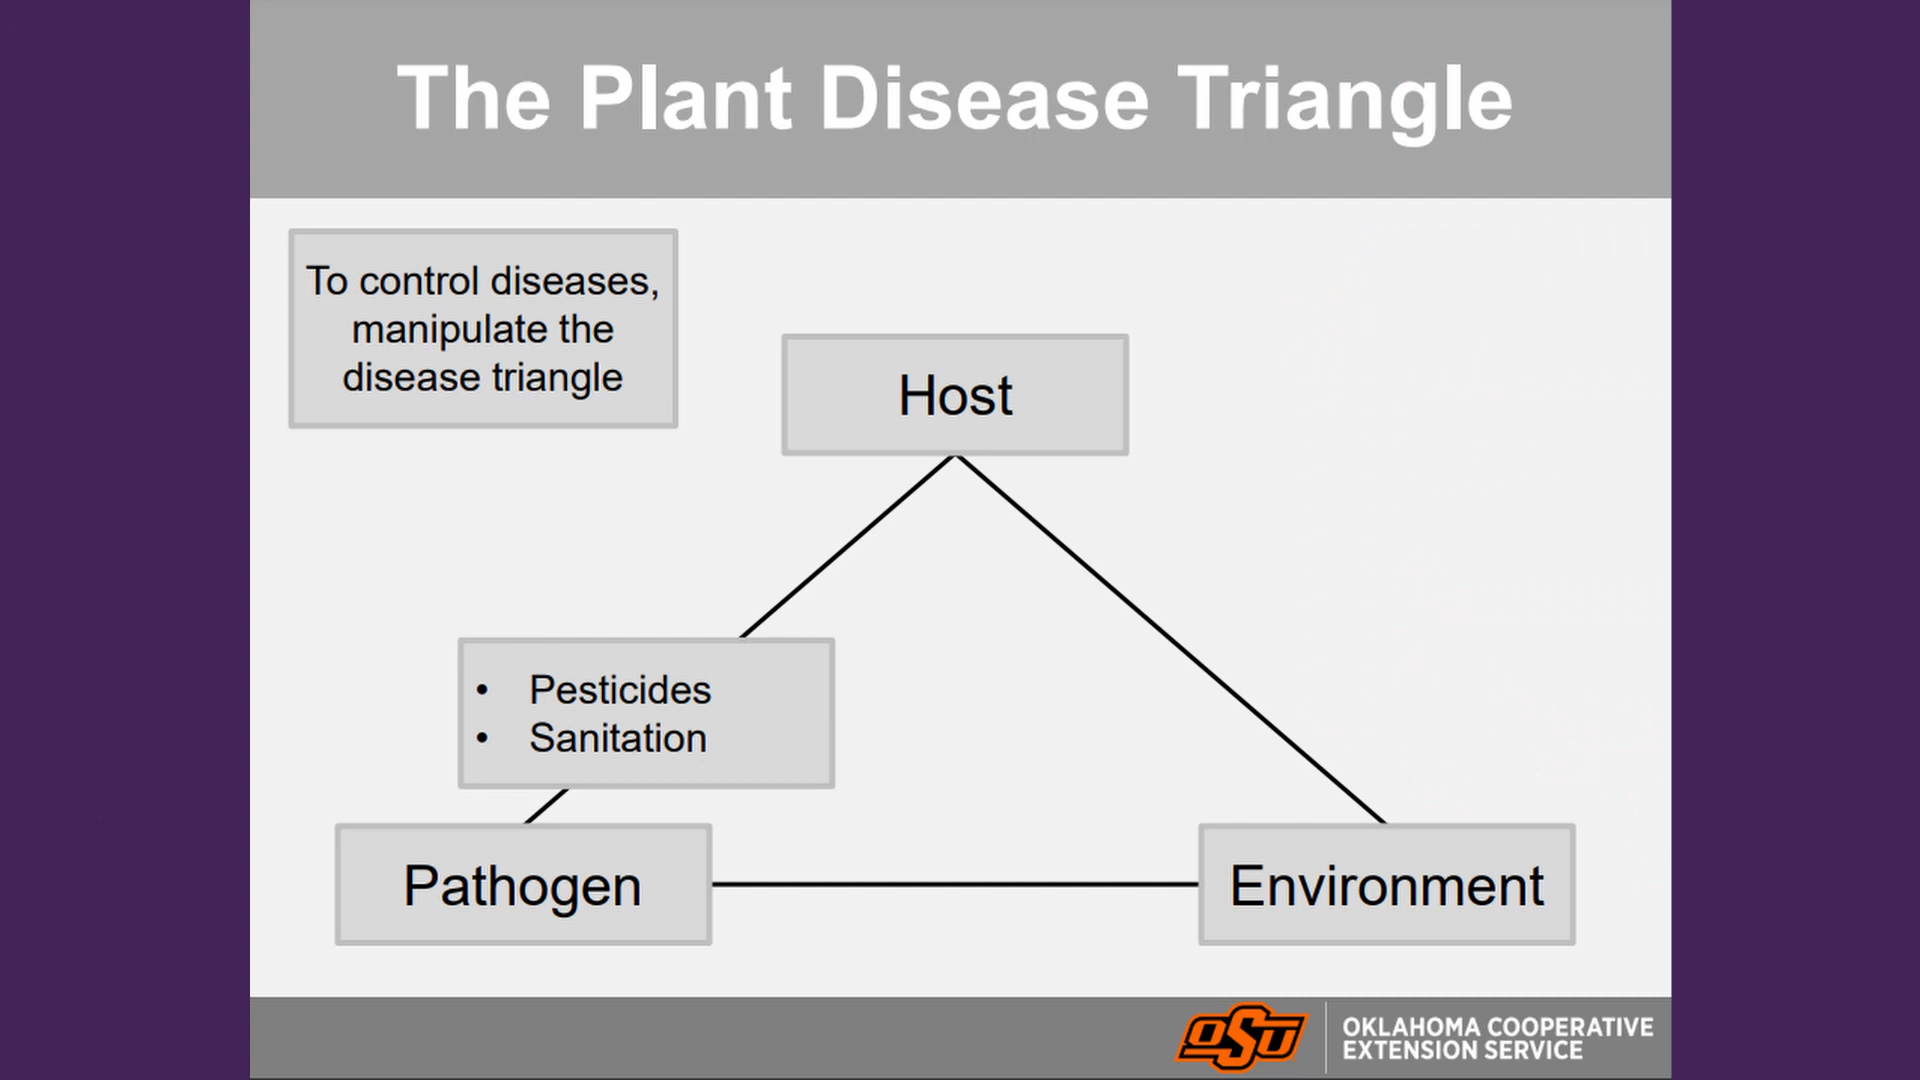 The Plant Disease Triangle
To control diseases,
manipulate the
disease triangle
Host
• Pesticides
• Sanitation
Pathogen
Environment
OSU
OKLAHOMA COOPERATIVE
EXTENSION SERVICE